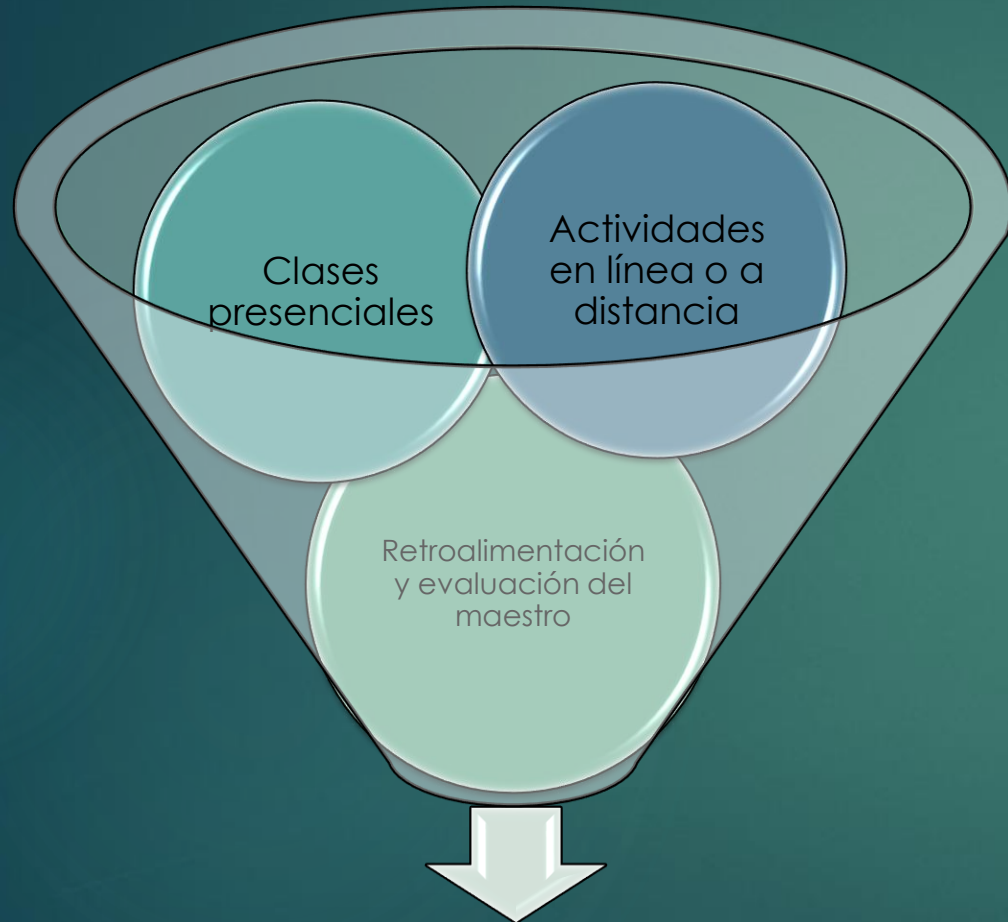 Clases
presenciales
Actividades
en línea o a
distancia
Retroalimentación
y evaluación del
maestro